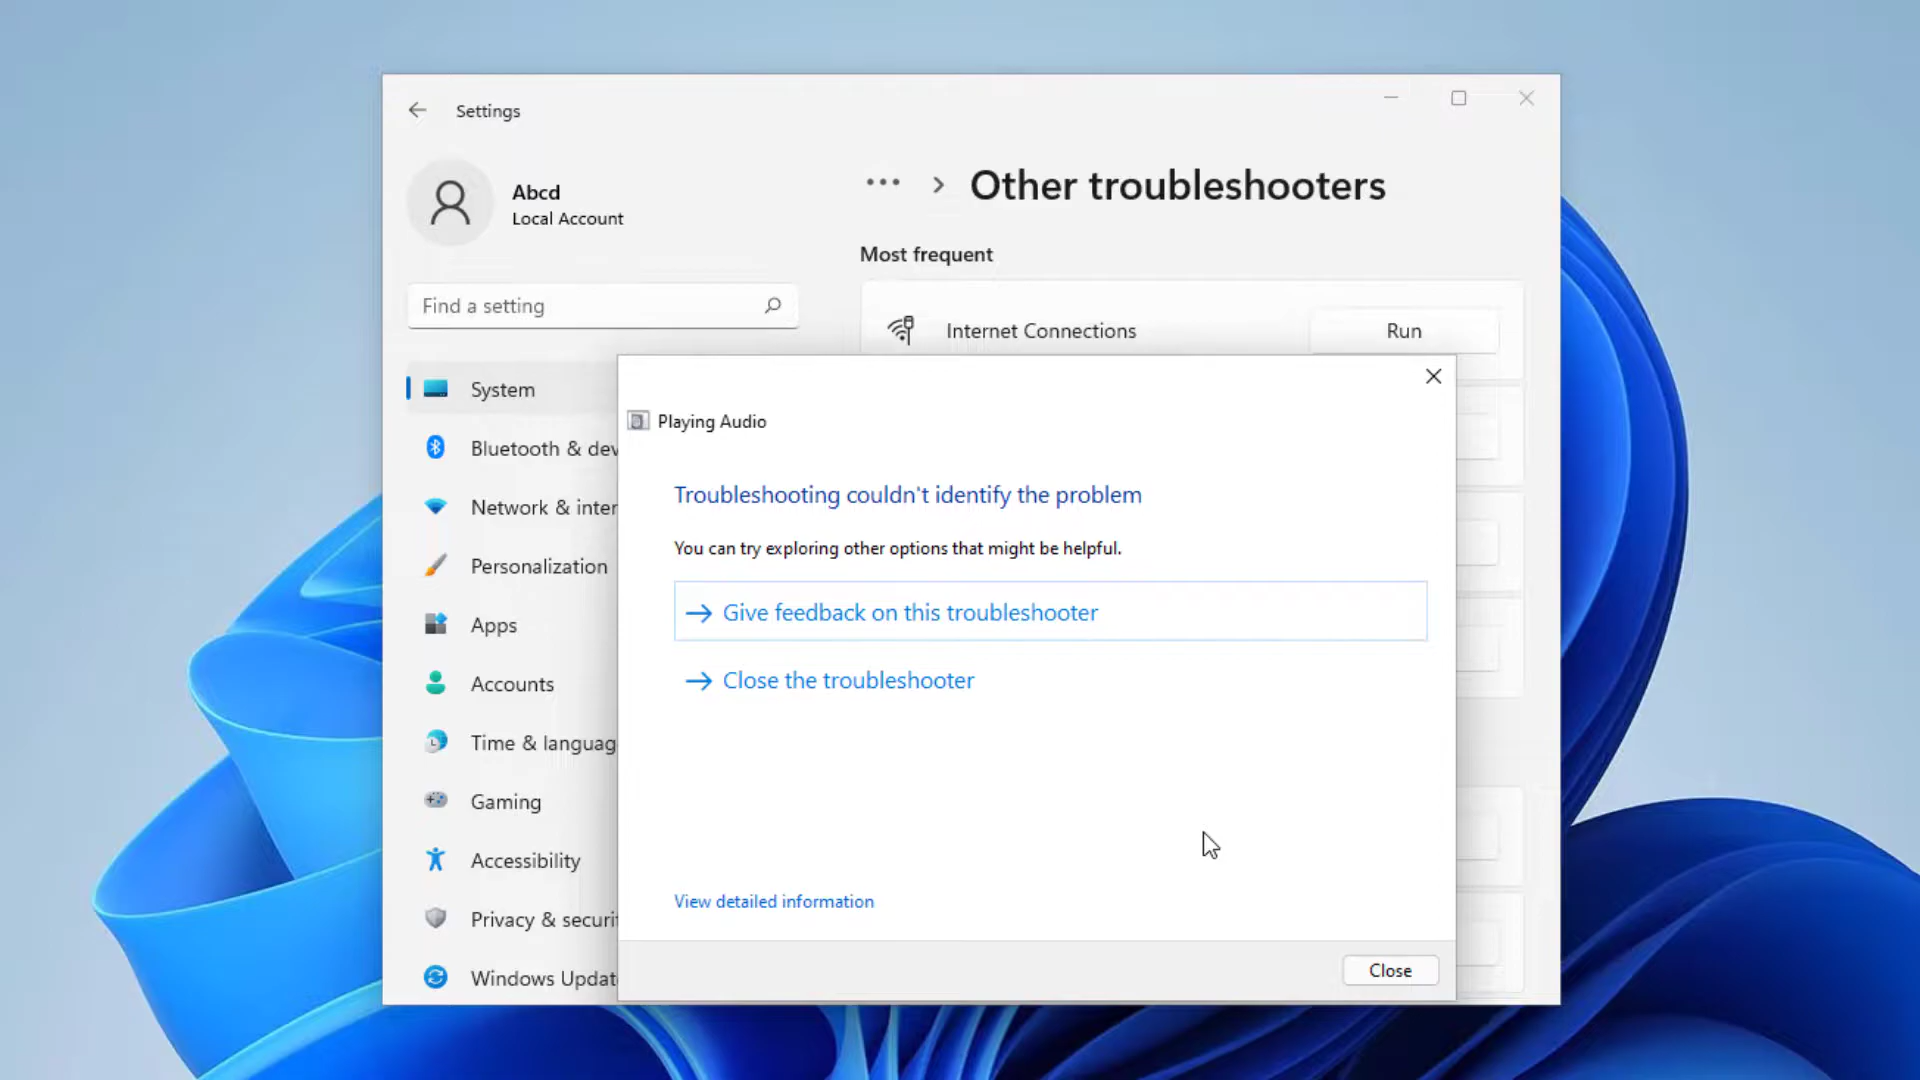 Settings
Abcd
Local Account
Find a setting
System
Bluetooth & dev
Network & inter
Personalization
Apps
Accounts
Time & languag
Gaming
Accessibility
Privacy & securi
Windows Updat
••• > Other troubleshooters
Most frequent
Internet Connections
Run
Playing Audio
Troubleshooting couldn't identify the problem
You can try exploring other options that might be helpful.
→ Give feedback on this troubleshooter
→ Close the troubleshooter
View detailed information
Close